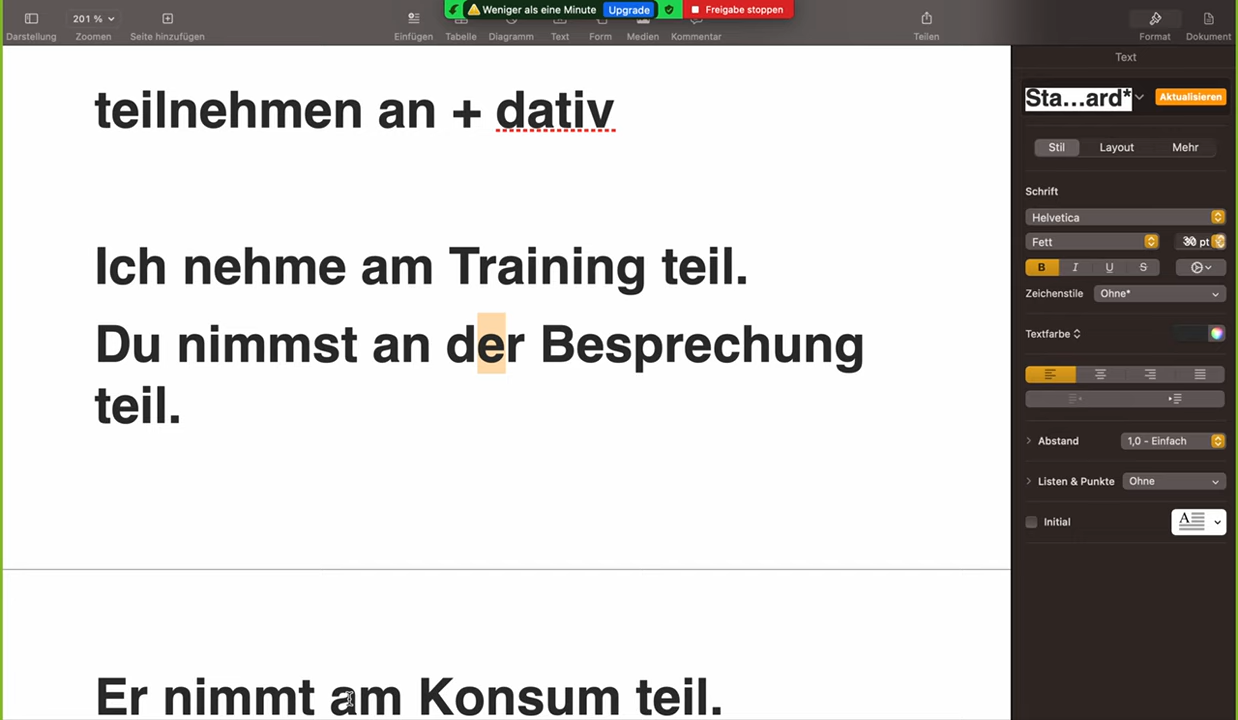 Weniger als eine Minute Upgrade Freigabe stoppen
201 %
Darstellung Zoomen Seite hinzufügen Einfügen Tabelle Diagramm Text Form Medien Kommentar Teilen Format Dokument
Text
teilnehmen an + dativ
Ich nehme am Training teil.
Du nimmst an der Besprechung
teil.
Er nimmt am Konsum teil.
Sta...ard* Aktualisieren
Stil Layout Mehr
Schrift
Helvetica
Fett 30 pt
B I U S
Zeichenstile Ohne*
Textfarbe
Abstand 1,0 - Einfach
Listen & Punkte Ohne
Initial A